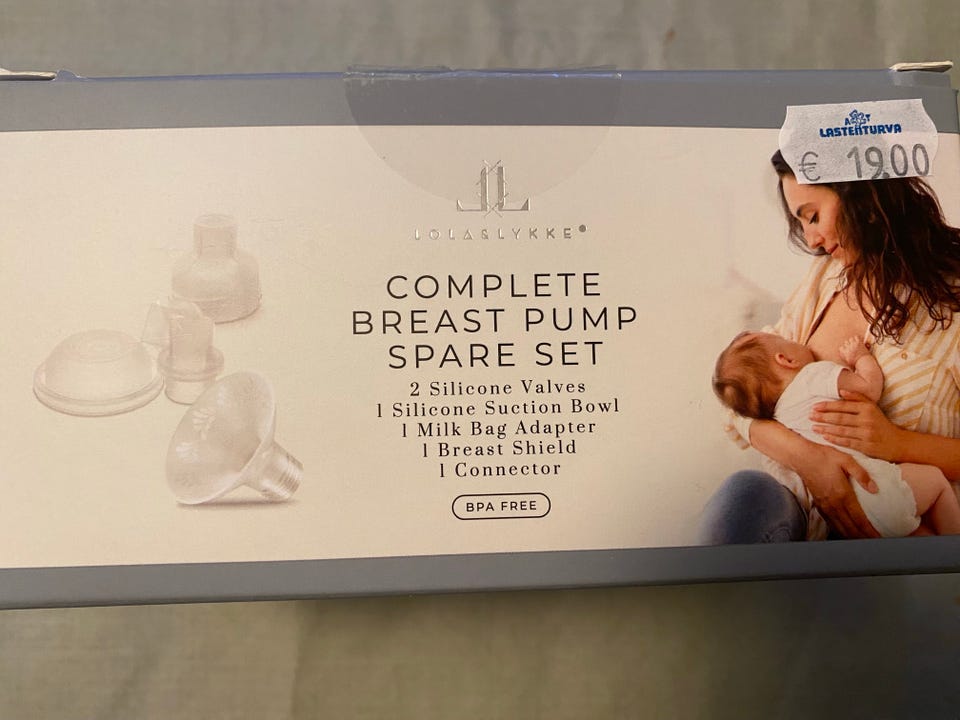 LASTENTURVA
€ 19.00
LOLA&LYKKE®
COMPLETE
BREAST PUMP
SPARE SET
2 Silicone Valves
1 Silicone Suction Bowl
1 Milk Bag Adapter
1 Breast Shield
1 Connector
BPA FREE